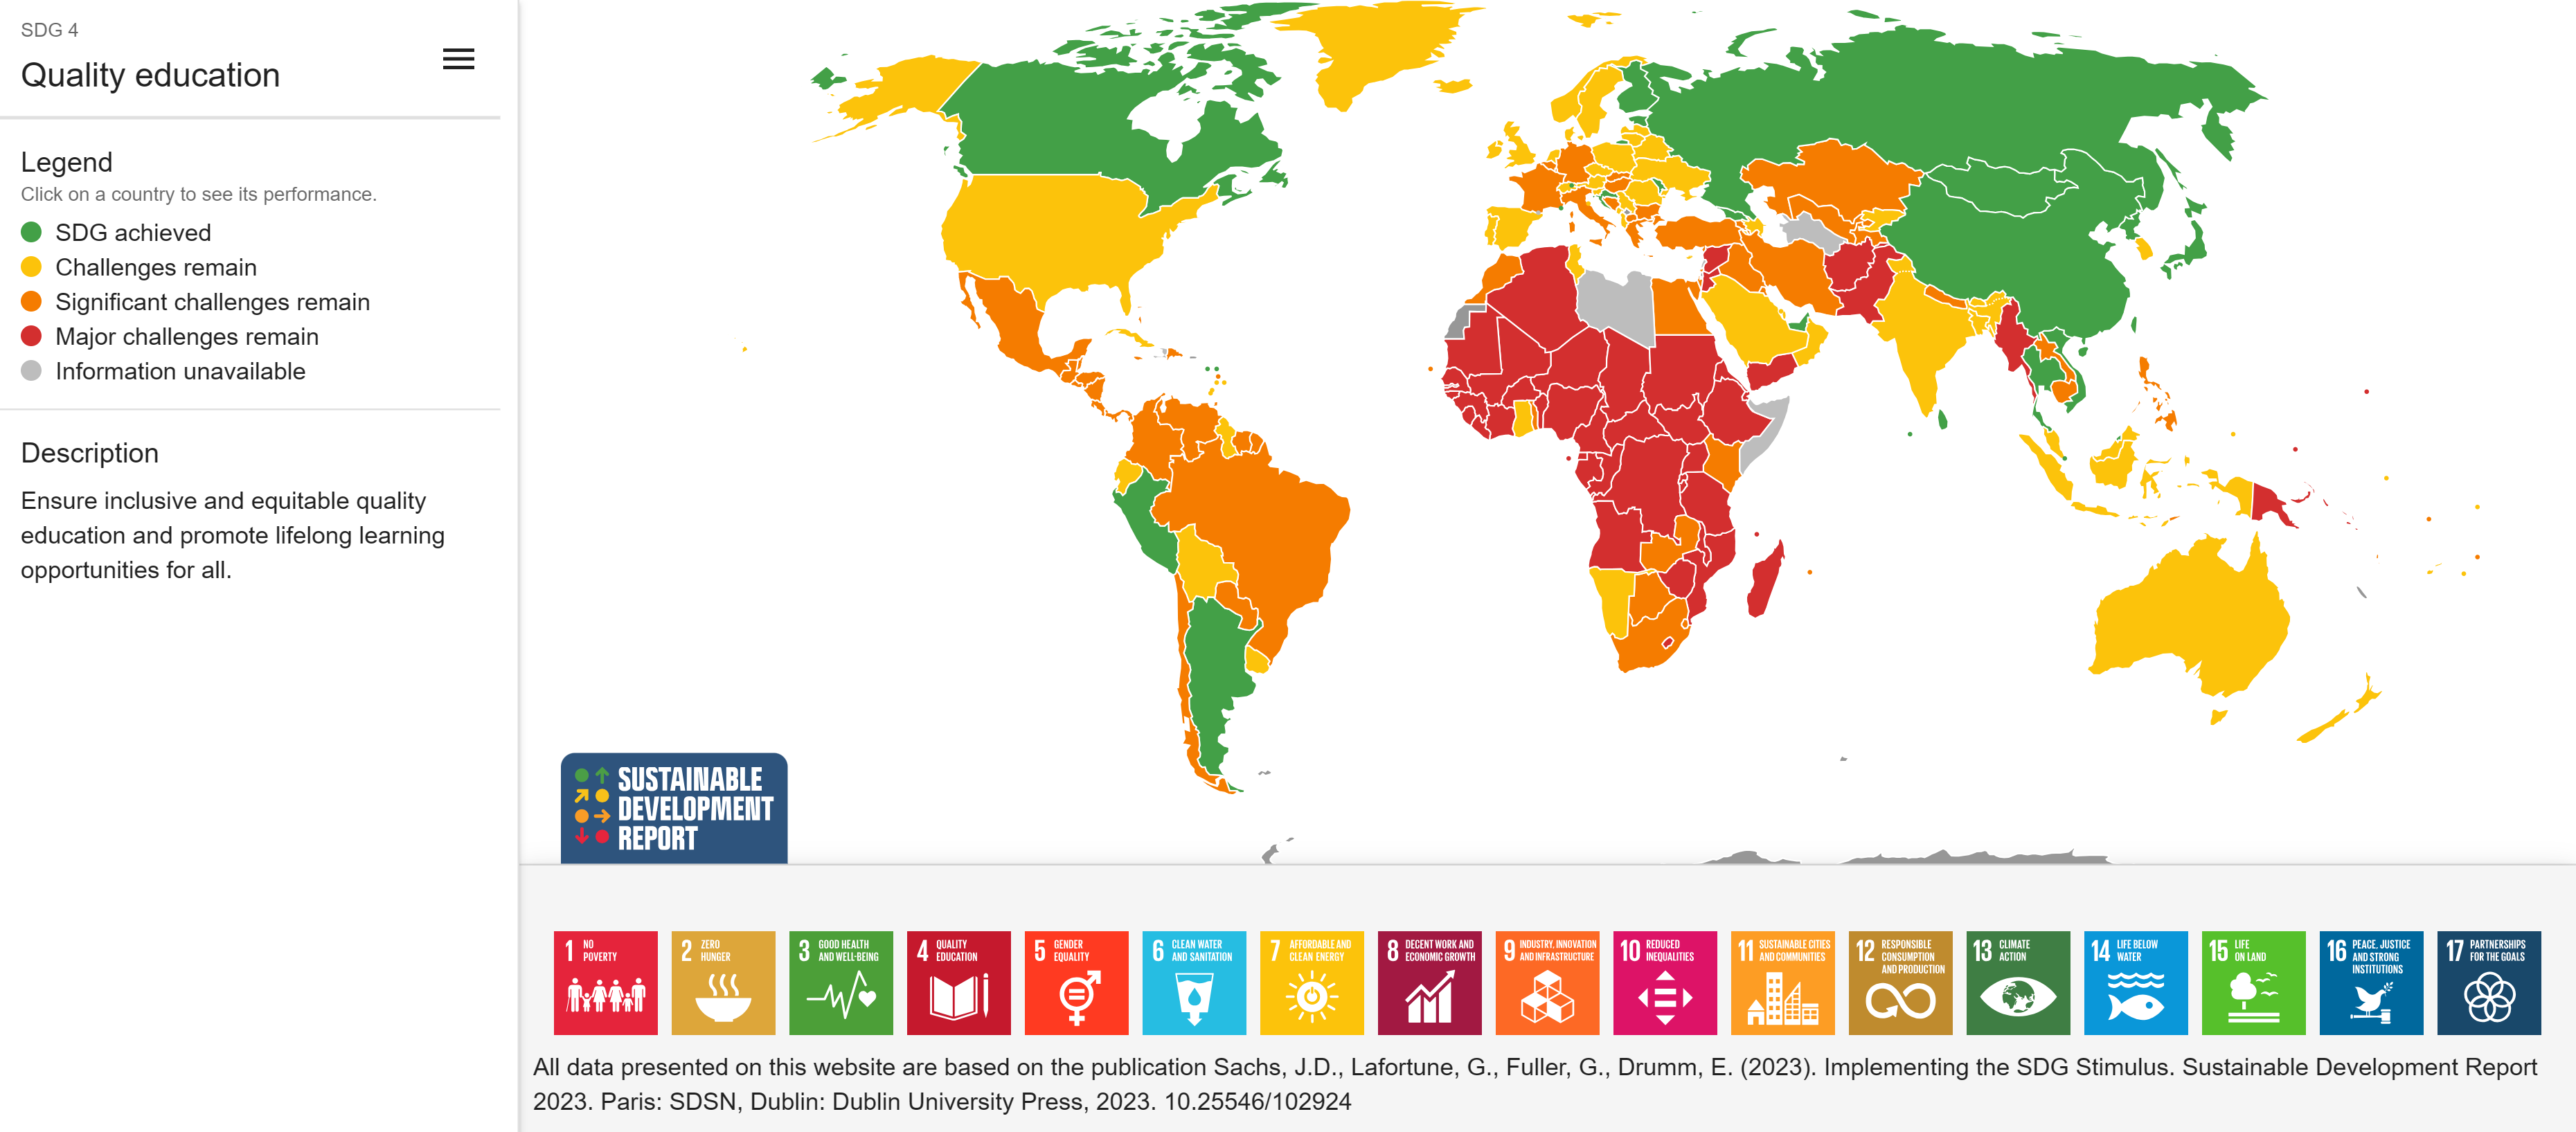 SDG 4
Quality education
Legend
Click on a country to see its performance.
SDG achieved
Challenges remain
Significant challenges remain
Major challenges remain
Information unavailable
Description
Ensure inclusive and equitable quality
education and promote lifelong learning
opportunities for all.
SUSTAINABLE
DEVELOPMENT
REPORT
1 NO
POVERTY
2 ZERO
HUNGER
3 GOOD HEALTH
AND WELL-BEING
4 QUALITY
EDUCATION
5 GENDER
EQUALITY
6 CLEAN WATER
AND SANITATION
7 AFFORDABLE AND
CLEAN ENERGY
8 DECENT WORK AND
ECONOMIC GROWTH
9 INDUSTRY, INNOVATION
AND INFRASTRUCTURE
10 REDUCED
INEQUALITIES
11 SUSTAINABLE CITIES
AND COMMUNITIES
12 RESPONSIBLE
CONSUMPTION
AND PRODUCTION
13 CLIMATE
ACTION
14 LIFE BELOW
WATER
15 LIFE
ON LAND
16 PEACE, JUSTICE
AND STRONG
INSTITUTIONS
17 PARTNERSHIPS
FOR THE GOALS
All data presented on this website are based on the publication Sachs, J.D., Lafortune, G., Fuller, G., Drumm, E. (2023). Implementing the SDG Stimulus. Sustainable Development Report
2023. Paris: SDSN, Dublin: Dublin University Press, 2023. 10.25546/102924